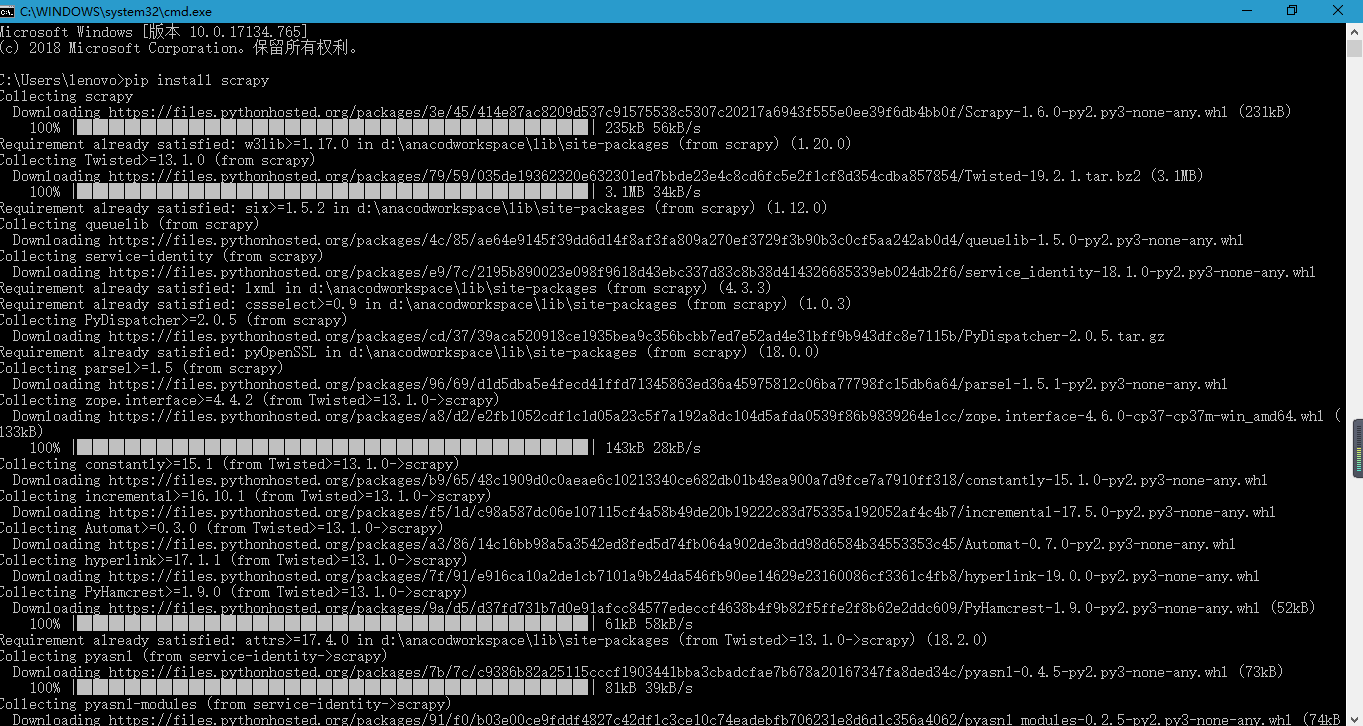 C:\WINDOWS\system32\cmd.exe
Microsoft Windows [版本 10.0.17134.765]
(c) 2018 Microsoft Corporation。保留所有权利。
C:\Users\lenovo>pip install scrapy
Collecting scrapy
Downloading https://files.pythonhosted.org/packages/3e/45/414e87ac8209d537c91575538c5307c20217a6943f555e0ee39f6db4bb0f/Scrapy-1.6.0-py2.py3-none-any.whl (231kB)
100% |████████████████████████████████| 235kB 56kB/s
Requirement already satisfied: w3lib>=1.17.0 in d:\anacodworkspace\lib\site-packages (from scrapy) (1.20.0)
Collecting Twisted>=13.1.0 (from scrapy)
Downloading https://files.pythonhosted.org/packages/79/59/035de19362320e632301ed7bbde23e4c8cd6fc5e2f1cf8d354cdba857854/Twisted-19.2.1.tar.bz2 (3.1MB)
100% |████████████████████████████████| 3.1MB 34kB/s
Requirement already satisfied: six>=1.5.2 in d:\anacodworkspace\lib\site-packages (from scrapy) (1.12.0)
Collecting queuelib (from scrapy)
Downloading https://files.pythonhosted.org/packages/4c/85/ae64e9145f39dd6d14f8af3fa809a270ef3729f3b90b3c0cf5aa242ab0d4/queuelib-1.5.0-py2.py3-none-any.whl
Collecting service-identity (from scrapy)
Downloading https://files.pythonhosted.org/packages/e9/7c/2195b890023e098f9618d43ebc337d83c8b38d414326685339eb024db2f6/service_identity-18.1.0-py2.py3-none-any.whl
Requirement already satisfied: lxml in d:\anacodworkspace\lib\site-packages (from scrapy) (4.3.3)
Requirement already satisfied: cssselect>=0.9 in d:\anacodworkspace\lib\site-packages (from scrapy) (1.0.3)
Collecting PyDispatcher>=2.0.5 (from scrapy)
Downloading https://files.pythonhosted.org/packages/cd/37/39aca520918ce1935bea9c356bcbb7ed7e52ad4e31bff9b943dfc8e7115b/PyDispatcher-2.0.5.tar.gz
Requirement already satisfied: pyOpenSSL in d:\anacodworkspace\lib\site-packages (from scrapy) (18.0.0)
Collecting parsel>=1.5 (from scrapy)
Downloading https://files.pythonhosted.org/packages/96/69/d1d5dba5e4fecd41ffd71345863ed36a45975812c06ba77798fc15db6a64/parsel-1.5.1-py2.py3-none-any.whl
Collecting zope.interface>=4.4.2 (from Twisted>=13.1.0->scrapy)
Downloading https://files.pythonhosted.org/packages/a8/d2/e2fb1052cdf1c1d05a23c5f7a192a8dc104d5afda0539f86b9839264e1cc/zope.interface-4.6.0-cp37-cp37m-win_amd64.whl (
133kB)
100% |████████████████████████████████| 143kB 28kB/s
Collecting constantly>=15.1 (from Twisted>=13.1.0->scrapy)
Downloading https://files.pythonhosted.org/packages/b9/65/48c1909d0c0aeae6c10213340ce682db01b48ea900a7d9fce7a7910ff318/constantly-15.1.0-py2.py3-none-any.whl
Collecting incremental>=16.10.1 (from Twisted>=13.1.0->scrapy)
Downloading https://files.pythonhosted.org/packages/f5/1d/c98a587dc06e107115cf4a58b49de20b19222c83d75335a192052af4c4b7/incremental-17.5.0-py2.py3-none-any.whl
Collecting Automat>=0.3.0 (from Twisted>=13.1.0->scrapy)
Downloading https://files.pythonhosted.org/packages/a3/86/14c16bb98a5a3542ed8fed5d74fb064a902de3bdd98d6584b34553353c45/Automat-0.7.0-py2.py3-none-any.whl
Collecting hyperlink>=17.1.1 (from Twisted>=13.1.0->scrapy)
Downloading https://files.pythonhosted.org/packages/7f/91/e916ca10a2de1cb7101a9b24da546fb90ee14629e23160086cf3361c4fb8/hyperlink-19.0.0-py2.py3-none-any.whl
Collecting PyHamcrest>=1.9.0 (from Twisted>=13.1.0->scrapy)
Downloading https://files.pythonhosted.org/packages/9a/d5/d37fd731b7d0e91afcc84577edeccf4638b4f9b82f5ffe2f8b62e2ddc609/PyHamcrest-1.9.0-py2.py3-none-any.whl (52kB)
100% |████████████████████████████████| 61kB 58kB/s
Requirement already satisfied: attrs>=17.4.0 in d:\anacodworkspace\lib\site-packages (from Twisted>=13.1.0->scrapy) (18.2.0)
Collecting pyasn1 (from service-identity->scrapy)
Downloading https://files.pythonhosted.org/packages/7b/7c/c9386b82a25115cccf1903441bba3cbadcfae7b678a20167347fa8ded34c/pyasn1-0.4.5-py2.py3-none-any.whl (73kB)
100% |████████████████████████████████| 81kB 39kB/s
Collecting pyasn1-modules (from service-identity->scrapy)
Downloading https://files.pythonhosted.org/packages/91/f0/b03e00ce9fddf4827c42df1c3ce10c74eadebfb706231e8d6d1c356a4062/pyasn1_modules-0.2.5-py2.py3-none-any.whl (74kB